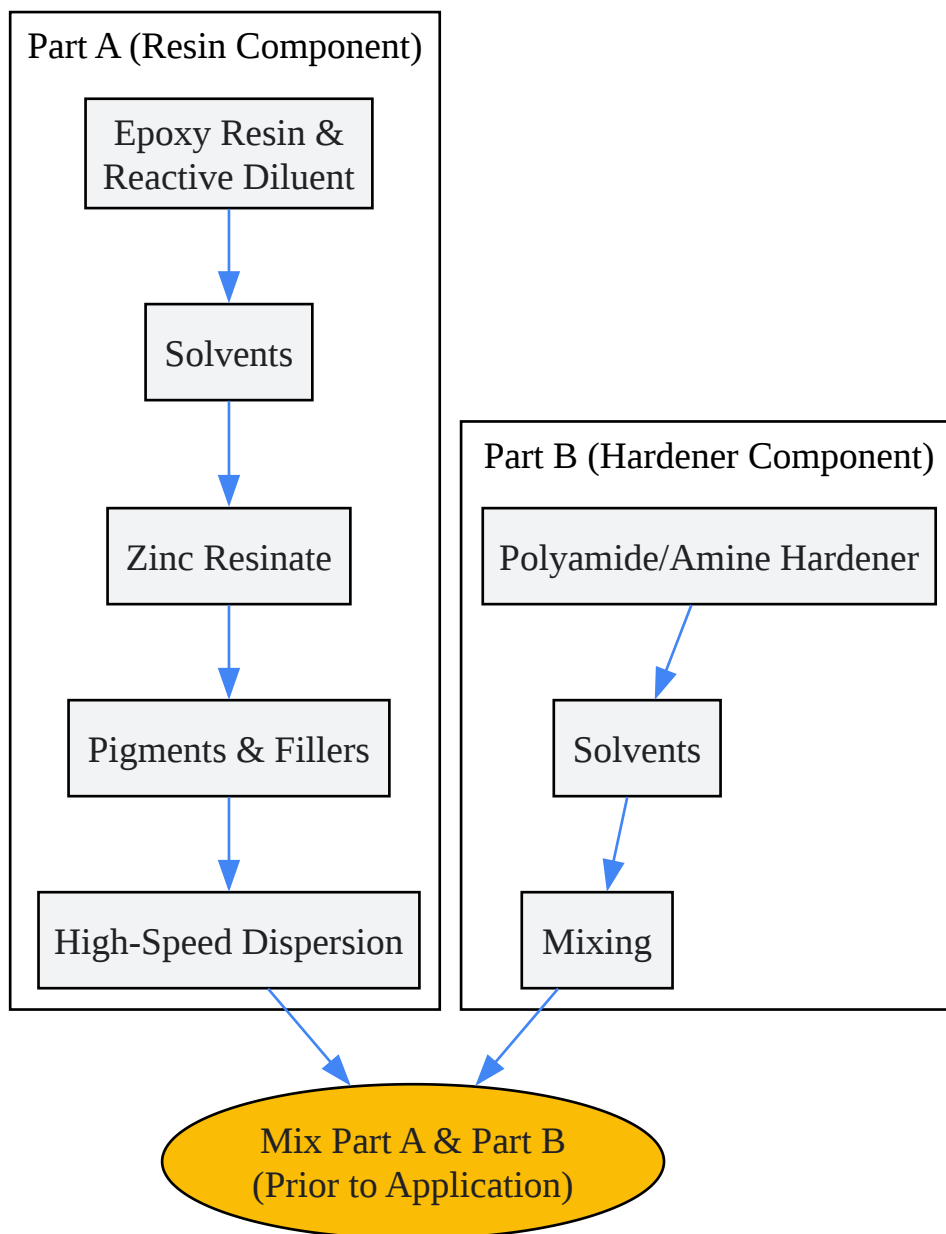 Part A (Resin Component)
Epoxy Resin &
Reactive Diluent
Solvents
Zinc Resinate
Pigments & Fillers
High-Speed Dispersion
Part B (Hardener Component)
Polyamide/Amine Hardener
Solvents
Mixing
Mix Part A & Part B
(Prior to Application)